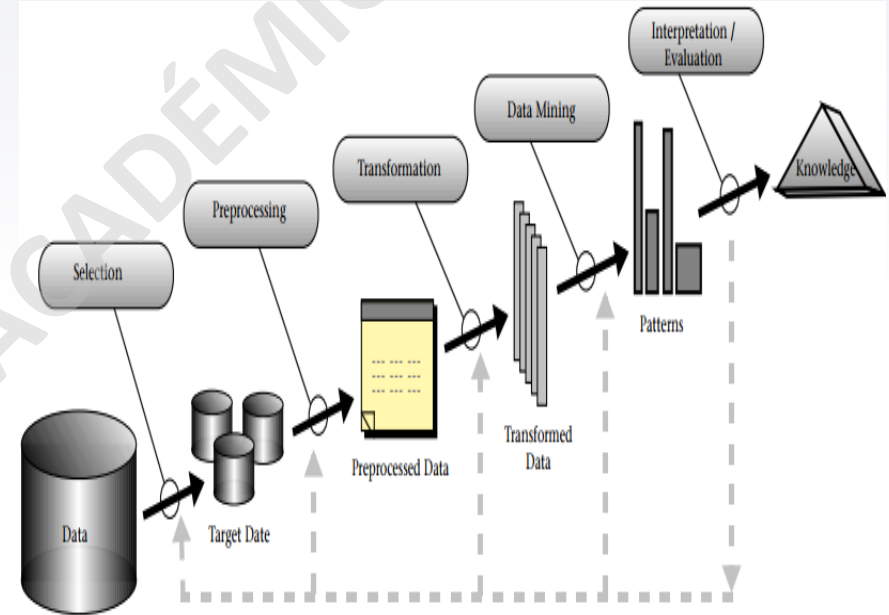 ACADÉMIC
Interpretation /
Evaluation
Data Mining
Transformation
Preprocessing
Selection
Knowledge
Patterns
Transformed
Data
Preprocessed Data
Target Date
Data